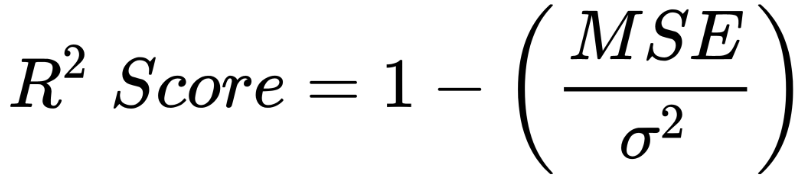 R² Score = 1 − (MSE / σ²)